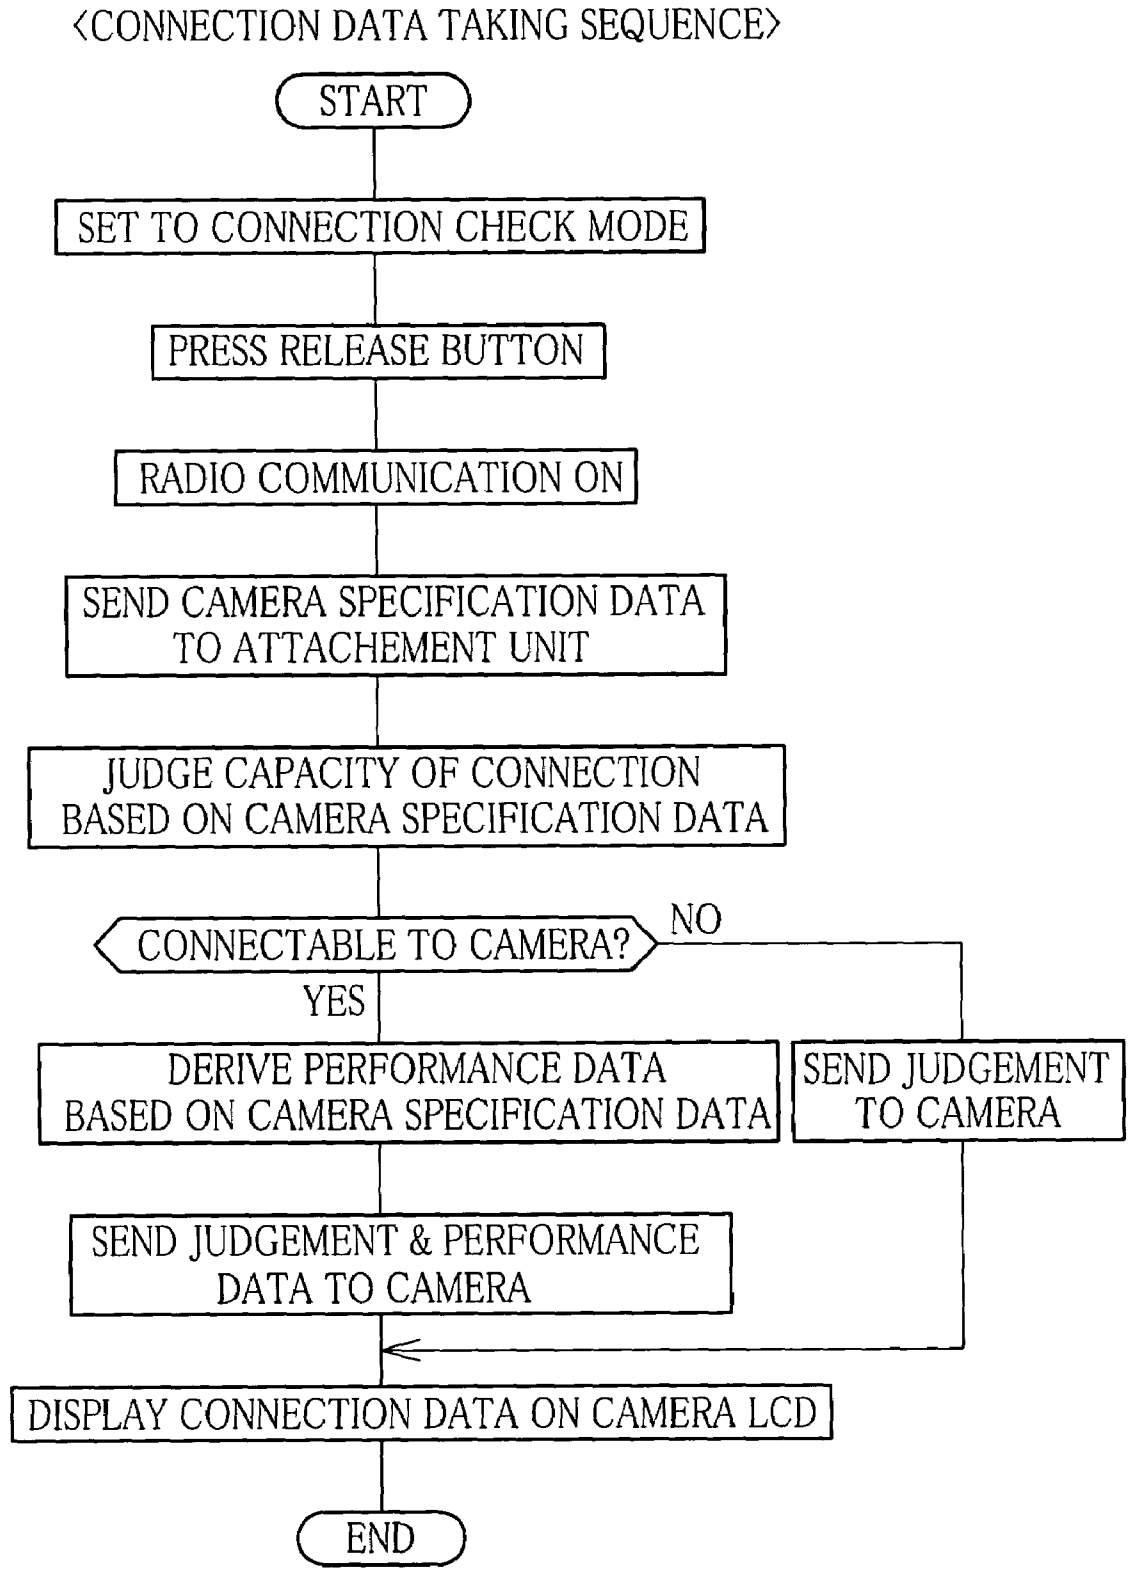 〈CONNECTION DATA TAKING SEQUENCE〉
START
SET TO CONNECTION CHECK MODE
PRESS RELEASE BUTTON
RADIO COMMUNICATION ON
SEND CAMERA SPECIFICATION DATA
TO ATTACHEMENT UNIT
JUDGE CAPACITY OF CONNECTION
BASED ON CAMERA SPECIFICATION DATA
CONNECTABLE TO CAMERA?
NO
YES
DERIVE PERFORMANCE DATA
BASED ON CAMERA SPECIFICATION DATA
SEND JUDGEMENT
TO CAMERA
SEND JUDGEMENT & PERFORMANCE
DATA TO CAMERA
DISPLAY CONNECTION DATA ON CAMERA LCD
END